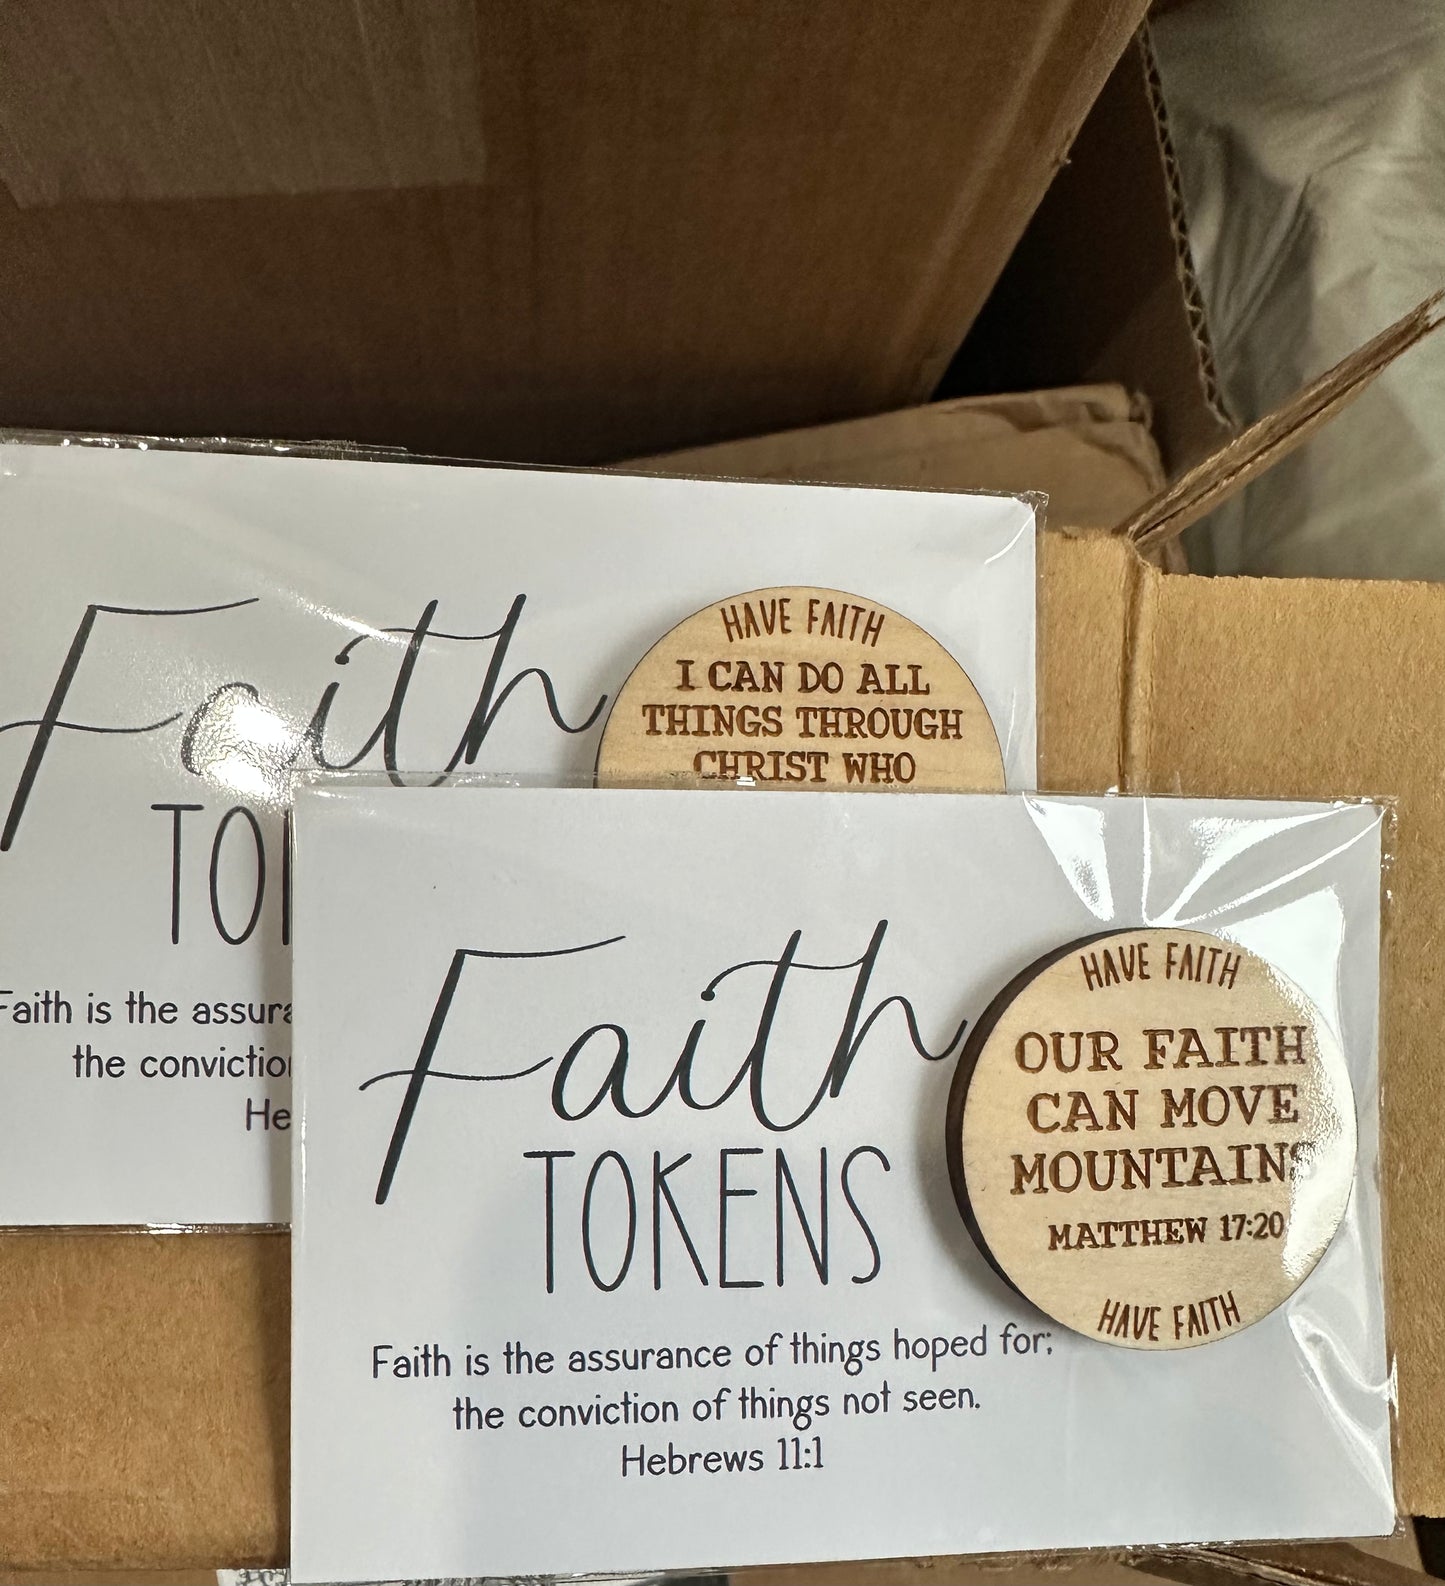 Faith
HAVE FAITH
I CAN DO ALL
THINGS THROUGH
CHRIST WHO
Faith is the
the
Faith
TOKENS
Faith is the assurance of things hoped for;
the conviction of things not seen.
Hebrews 11:1
HAVE FAITH
OUR FAITH
CAN MOVE
MOUNTAINS
MATTHEW 17:20
HAVE FAITH